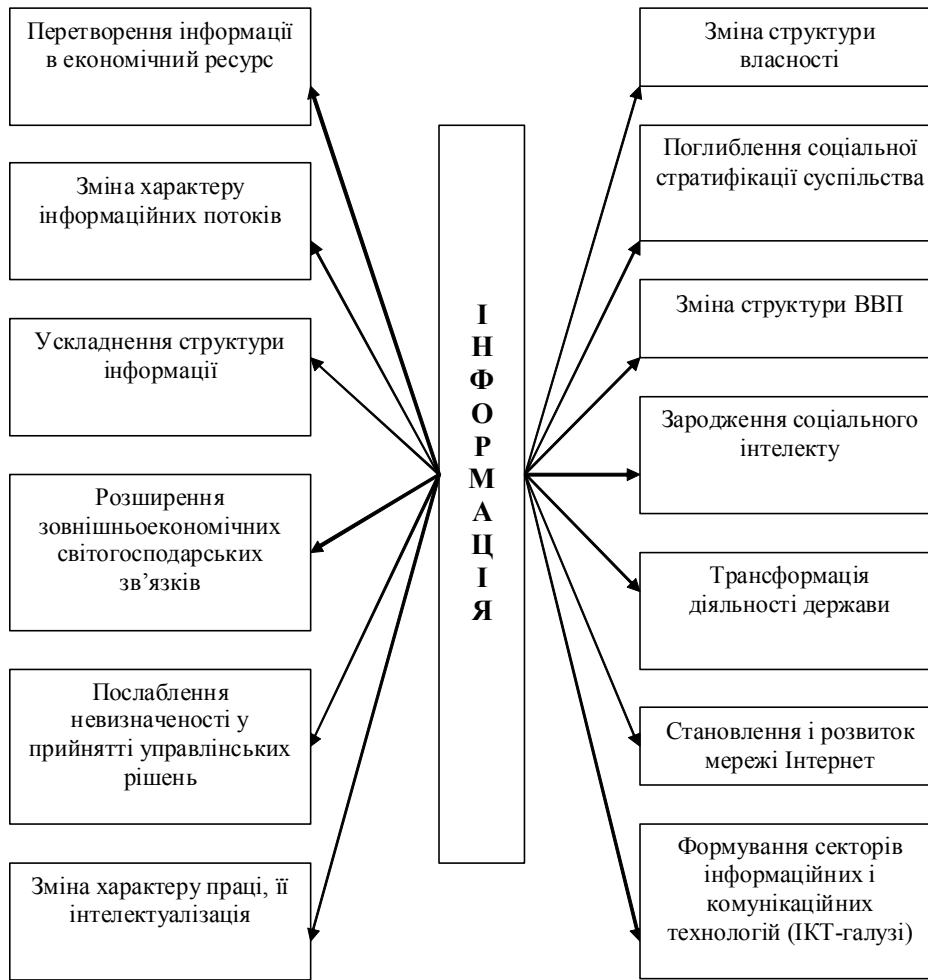 Перетворення інформації
в економічний ресурс
Зміна характеру
інформаційних потоків
Ускладнення структури
інформації
Розширення
зовнішньоекономічних
світогосподарських
зв’язків
Послаблення
невизначеності у
прийнятті управлінських
рішень
Зміна характеру праці, її
інтелектуалізація
І
Н
Ф
О
Р
М
А
Ц
І
Я
Зміна структури
власності
Поглиблення соціальної
стратифікації суспільства
Зміна структури ВВП
Зародження соціального
інтелекту
Трансформація
діяльності держави
Становлення і розвиток
мережі Інтернет
Формування секторів
інформаційних і
комунікаційних
технологій (ІКТ-галузі)